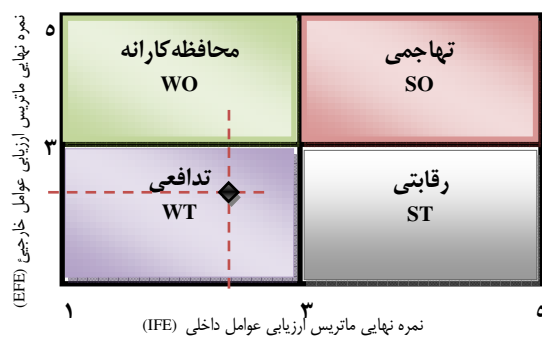 نمره نهایی ماتریس ارزیابی عوامل خارجیئ (EFE)
۵
محافظه‌کارانه
WO
تهاجمی
SO
۳
تدافعی
WT
رقابتی
ST
۱
۳
۵
نمره نهایی ماتریس ارزیابی عوامل داخلی (IFE)